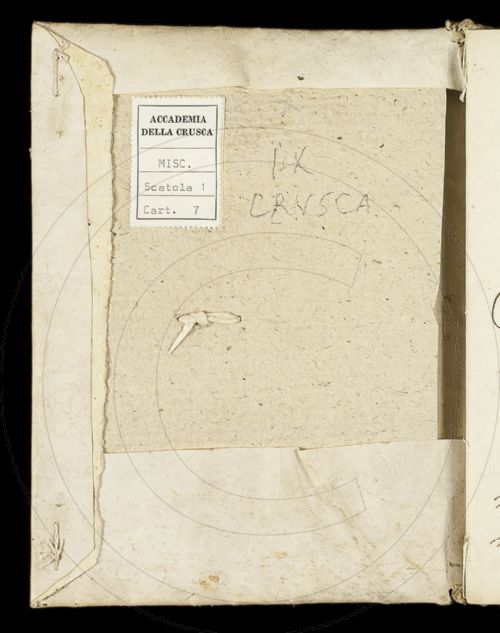 ACCADEMIA
DELLA CRUSCA
MISC.
Scatola 1
Cart. 7
CRUSCA